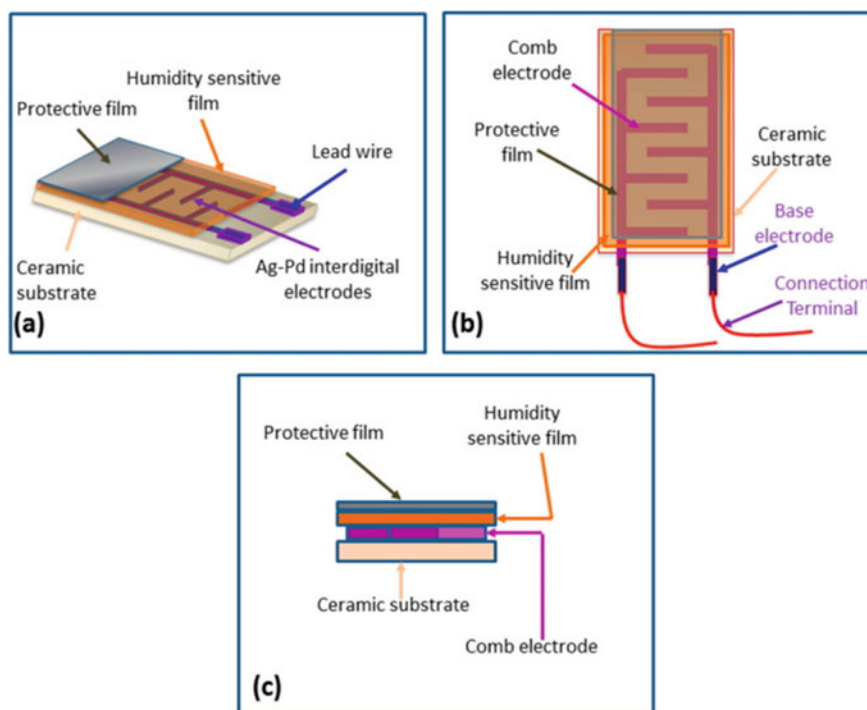 Humidity sensitive
film
Protective film
Lead wire
Ceramic
substrate
Ag-Pd interdigital
electrodes
(a)
Comb
electrode
Protective
film
Ceramic
substrate
Base
electrode
Humidity
sensitive film
Connection
Terminal
(b)
Protective film
Humidity
sensitive film
Ceramic substrate
Comb electrode
(c)